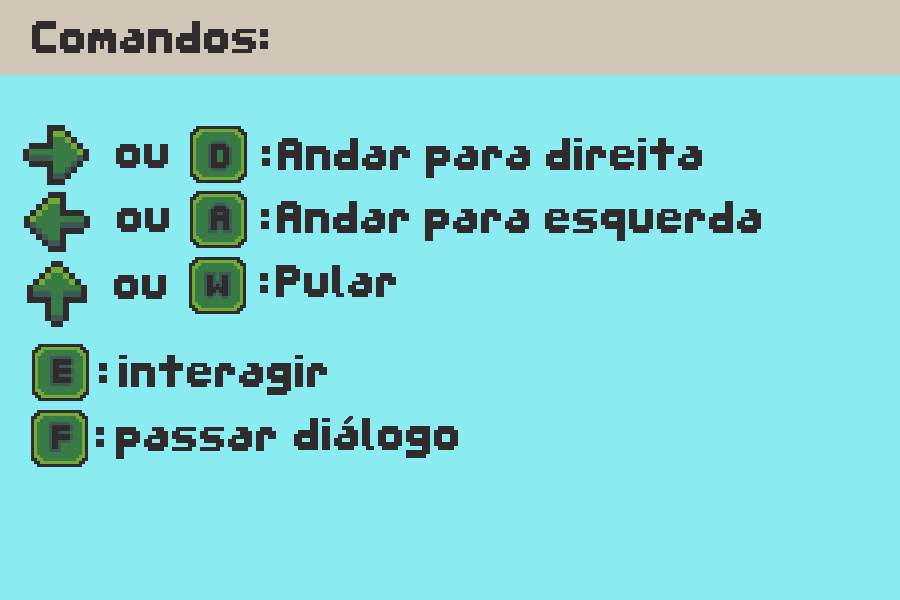 Comandos:
ou D :Andar para direita
ou A :Andar para esquerda
ou W :Pular
E :interagir
F :passar diálogo